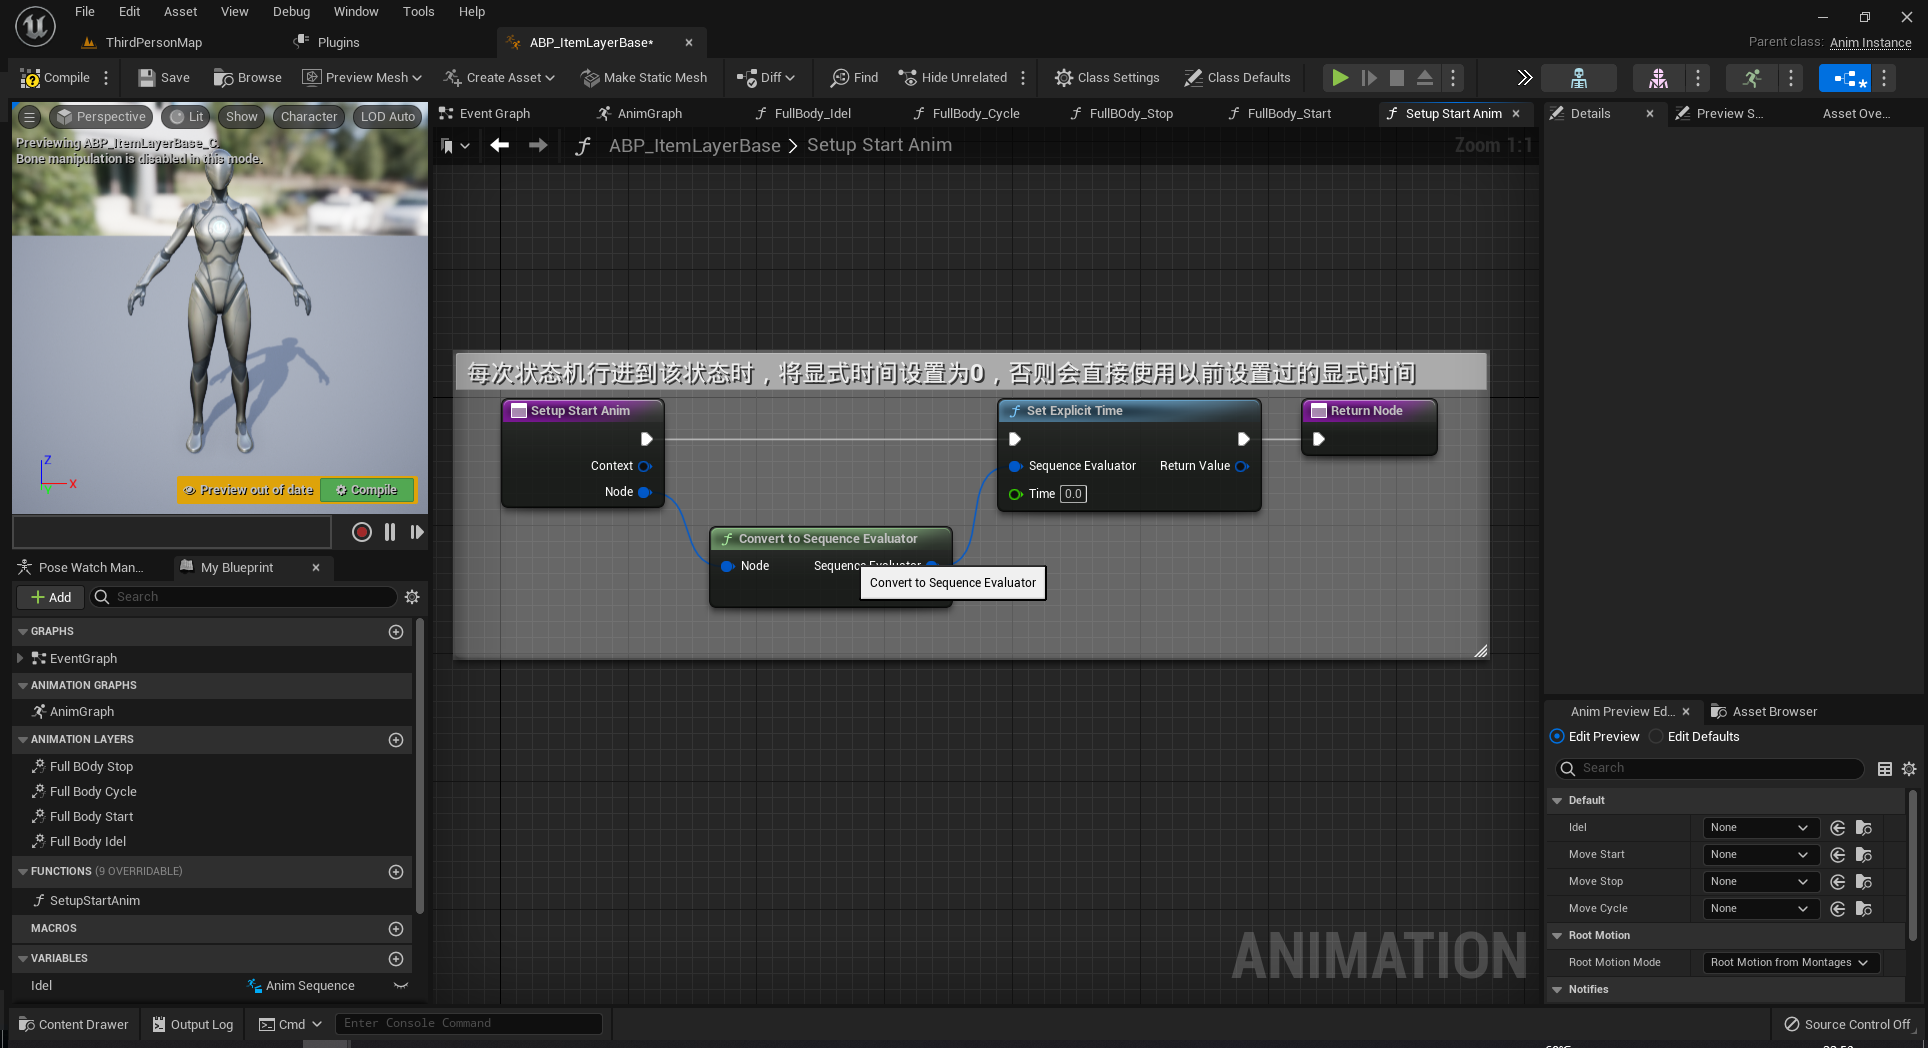 File Edit Asset View Debug Window Tools Help
ThirdPersonMap
Plugins
ABP_ItemLayerBase*
Parent class: Anim Instance
Compile
Save
Browse
Preview Mesh
Create Asset
Make Static Mesh
Diff
Find
Hide Unrelated
Class Settings
Class Defaults
Perspective
Lit
Show
Character
LOD Auto
Previewing ABP_ItemLayerBase_C.
Bone manipulation is disabled in this mode.
Z
X
Preview out of date
Compile
Event Graph
AnimGraph
FullBody_Idel
FullBody_Cycle
FullBOdy_Stop
FullBody_Start
Setup Start Anim
ABP_ItemLayerBase > Setup Start Anim
Zoom 1:1
每次状态机行进到该状态时，将显式时间设置为0，否则会直接使用以前设置过的显式时间
Setup Start Anim
Context
Node
Convert to Sequence Evaluator
Node
Sequence Evaluator
Convert to Sequence Evaluator
Set Explicit Time
Sequence Evaluator
Return Value
Time 0.0
Return Node
ANIMATION
Pose Watch Man...
My Blueprint
Add
Search
GRAPHS
EventGraph
ANIMATION GRAPHS
AnimGraph
ANIMATION LAYERS
Full BOdy Stop
Full Body Cycle
Full Body Start
Full Body Idel
FUNCTIONS (9 OVERRIDABLE)
SetupStartAnim
MACROS
VARIABLES
Idel
Anim Sequence
Details
Preview S...
Asset Ove...
Anim Preview Ed...
Asset Browser
Edit Preview
Edit Defaults
Search
Default
Idel None
Move Start None
Move Stop None
Move Cycle None
Root Motion
Root Motion Mode Root Motion from Montages
Notifies
Content Drawer
Output Log
Cmd
Enter Console Command
Source Control Off